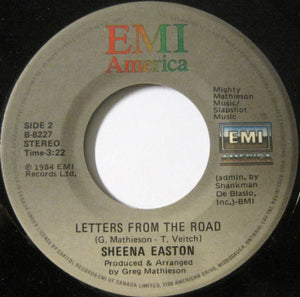 EMI
America
SIDE 2
B-8227
STEREO
Time-3:22
℗ 1984 EMI
Records Ltd.
Mighty
Mathieson
Music/
Slapshot
Music
EMI
AMERICA
(admin, by
Shankman
De Blasio,
Inc.)-BMI
LETTERS FROM THE ROAD
(G. Mathieson - T. Veitch)
SHEENA EASTON
Produced & Arranged
by Greg Mathieson